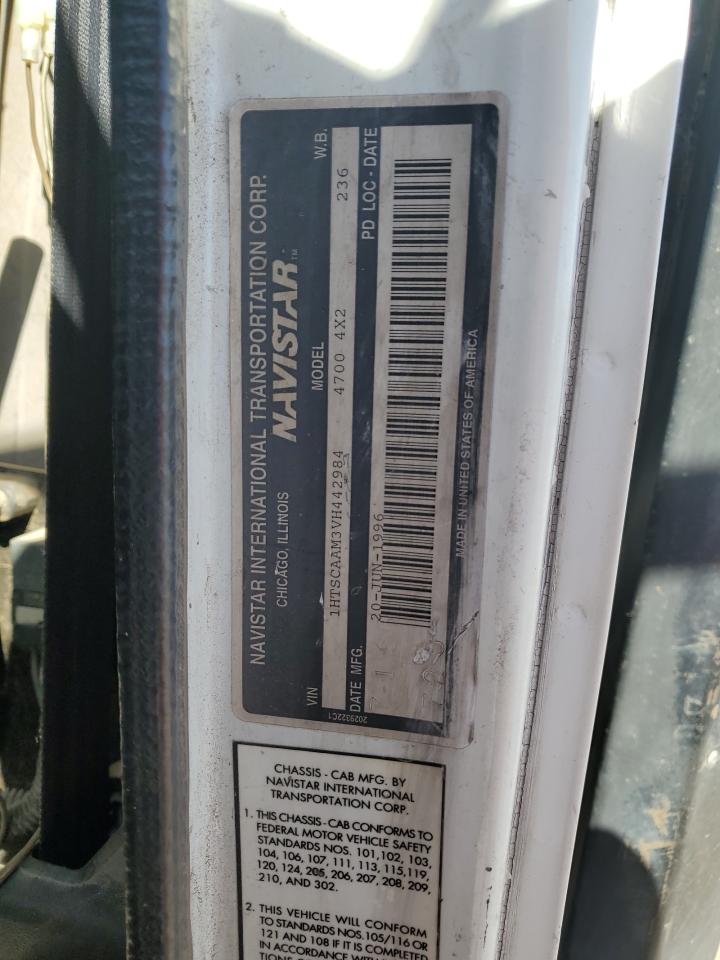 NAVISTAR INTERNATIONAL TRANSPORTATION CORP.
CHICAGO, ILLINOIS
NAVISTAR™
VIN MODEL W.B.
1HTSCAAM3VH442984 4700 4X2 236
DATE MFG. PD LOC - DATE
20-JUN-1996
MADE IN UNITED STATES OF AMERICA
2029322C1
CHASSIS - CAB MFG. BY
NAVISTAR INTERNATIONAL
TRANSPORTATION CORP.
1. THIS CHASSIS - CAB CONFORMS TO
FEDERAL MOTOR VEHICLE SAFETY
STANDARDS NOS. 101, 102, 103,
104, 106, 107, 111, 113, 115, 119,
120, 124, 205, 206, 207, 208, 209,
210, AND 302.
2. THIS VEHICLE WILL CONFORM
TO STANDARDS NOS. 105/116 OR
121 AND 108 IF IT IS COMPLETED
IN ACCORDANCE WITH